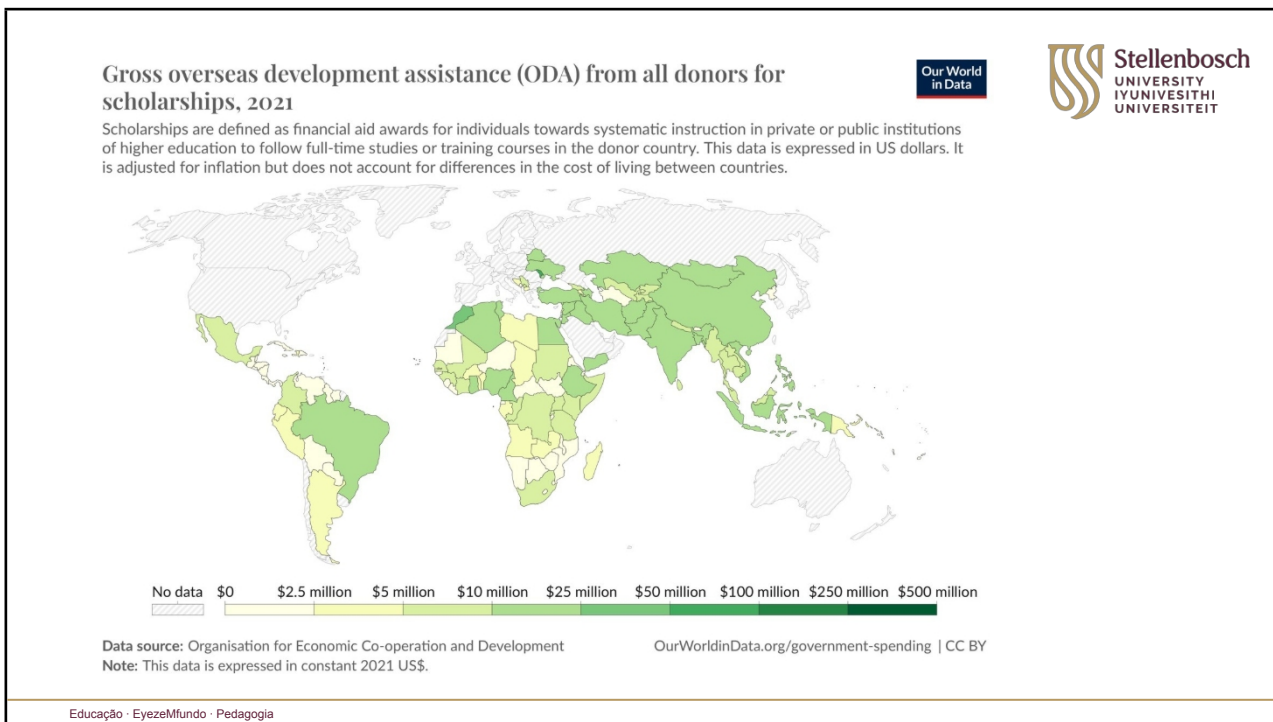 Gross overseas development assistance (ODA) from all donors for
scholarships, 2021
Our World
in Data
Stellenbosch
UNIVERSITY
IYUNIVESITHI
UNIVERSITEIT
Scholarships are defined as financial aid awards for individuals towards systematic instruction in private or public institutions
of higher education to follow full-time studies or training courses in the donor country. This data is expressed in US dollars. It
is adjusted for inflation but does not account for differences in the cost of living between countries.
No data $0 $2.5 million $5 million $10 million $25 million $50 million $100 million $250 million $500 million
Data source: Organisation for Economic Co-operation and Development
OurWorldinData.org/government-spending | CC BY
Note: This data is expressed in constant 2021 US$.
Educação · EyezeMfundo · Pedagogia